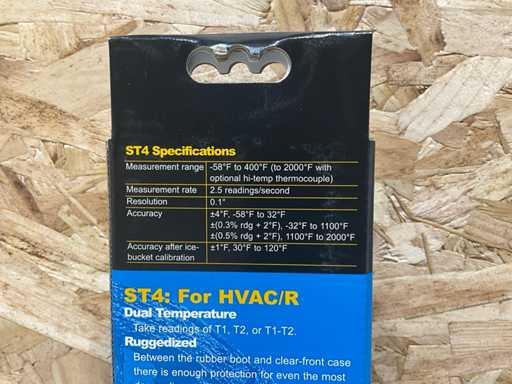 ST4 Specifications
Measurement range -58°F to 400°F (to 2000°F with
optional hi-temp thermocouple)
Measurement rate 2.5 readings/second
Resolution 0.1°
Accuracy ±4°F, -58°F to 32°F
±(0.3% rdg + 2°F), -32°F to 1100°F
±(0.5% rdg + 2°F), 1100°F to 2000°F
Accuracy after ice- ±1°F, 30°F to 120°F
bucket calibration
ST4: For HVAC/R
Dual Temperature
Take readings of T1, T2, or T1-T2.
Ruggedized
Between the rubber boot and clear-front case
there is enough protection for even the most